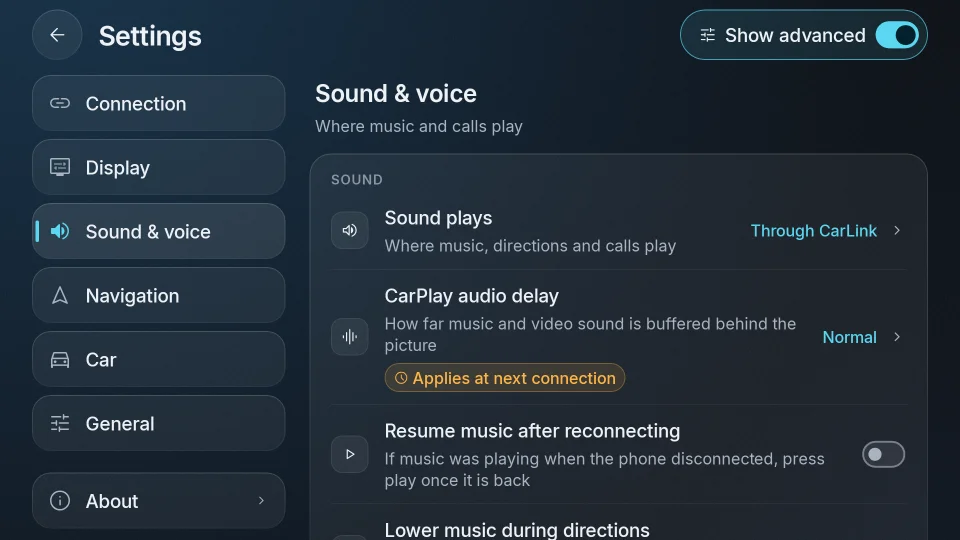 Settings
Show advanced
Connection
Display
Sound & voice
Navigation
Car
General
About
Sound & voice
Where music and calls play
SOUND
Sound plays
Where music, directions and calls play
Through CarLink
CarPlay audio delay
How far music and video sound is buffered behind the
picture
Normal
Applies at next connection
Resume music after reconnecting
If music was playing when the phone disconnected, press
play once it is back
Lower music during directions